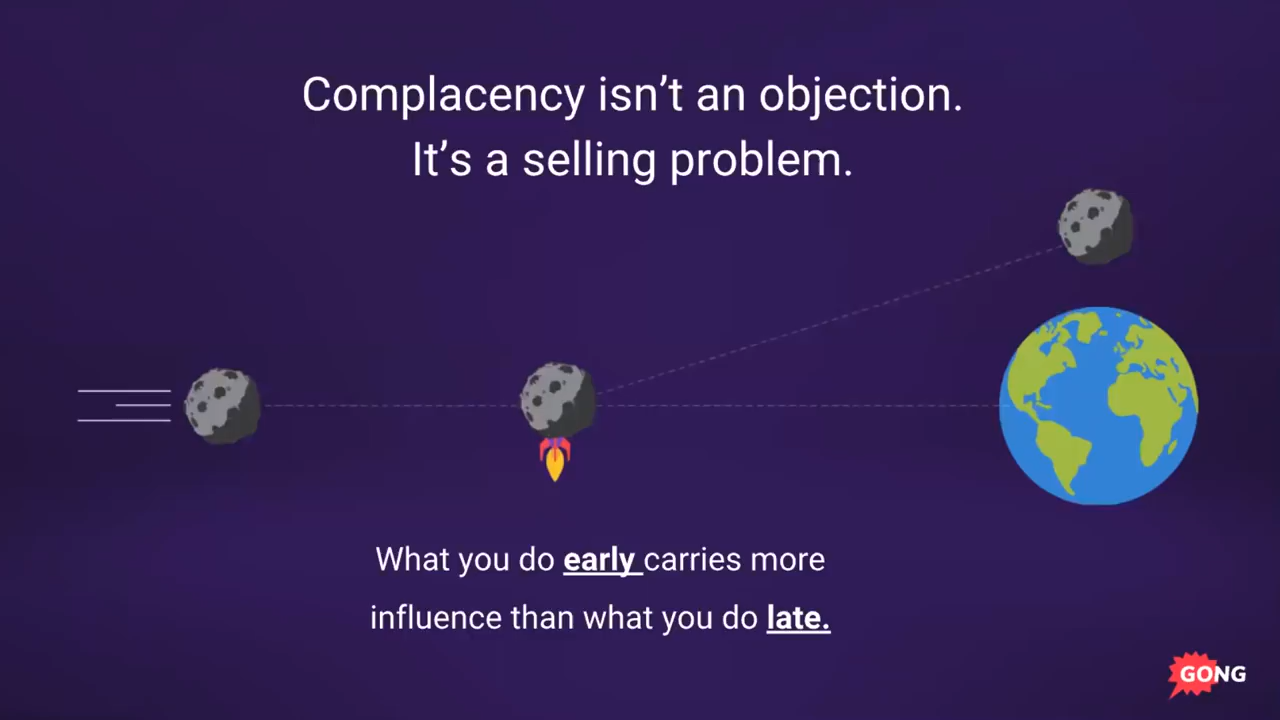 Complacency isn’t an objection.
It’s a selling problem.
What you do early carries more
influence than what you do late.
GONG